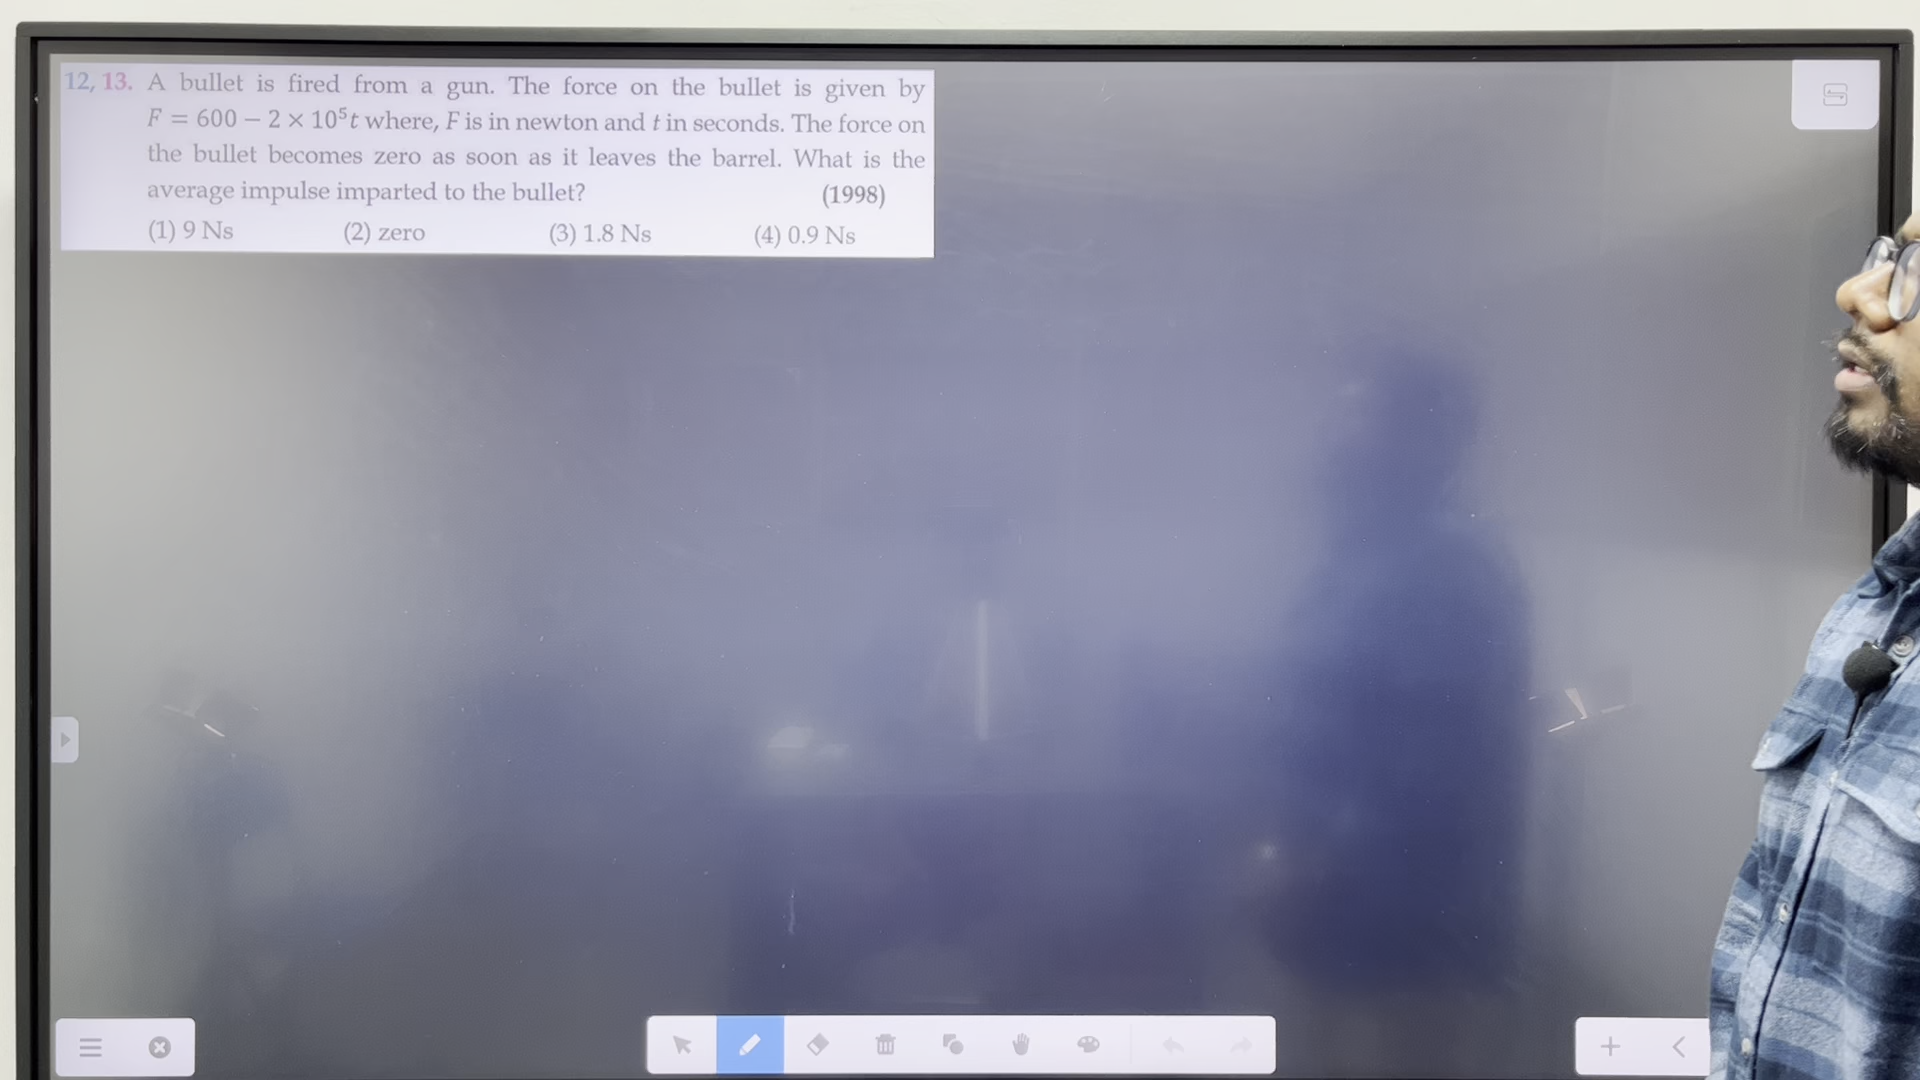 12, 13. A bullet is fired from a gun. The force on the bullet is given by
F = 600 − 2 × 10⁵t where, F is in newton and t in seconds. The force on
the bullet becomes zero as soon as it leaves the barrel. What is the
average impulse imparted to the bullet? (1998)
(1) 9 Ns (2) zero (3) 1.8 Ns (4) 0.9 Ns